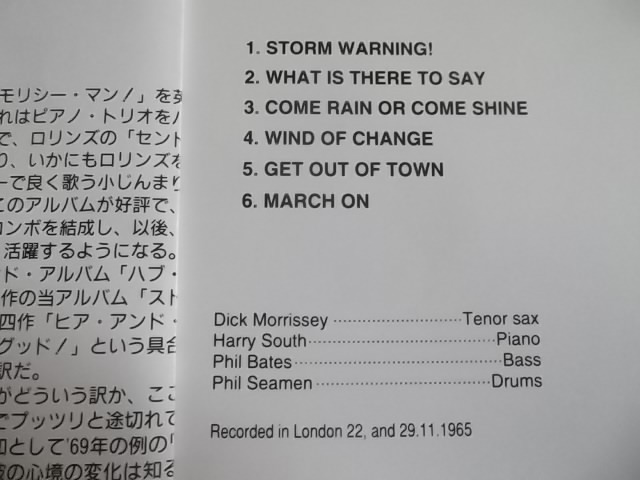 モリシー・マン！」を英
れはピアノ・トリオを
で、ロリンズの「セント
り、いかにもロリンズを
ーで良く歌う小じんまり
このアルバムが好評で、
コンボを結成し、以後、
活躍するようになる。
ンド・アルバム「ハブ・
作の当アルバム「スト
四作「ヒア・アンド・
グッド！」という具合
訳だ。
がどういう訳か、ここ
でプッツリと途切れて
和として'69年の例の「
彼の心境の変化は知る
1. STORM WARNING!
2. WHAT IS THERE TO SAY
3. COME RAIN OR COME SHINE
4. WIND OF CHANGE
5. GET OUT OF TOWN
6. MARCH ON
Dick Morrissey ························Tenor sax
Harry South···································Piano
Phil Bates·······································Bass
Phil Seamen·································Drums
Recorded in London 22, and 29.11.1965